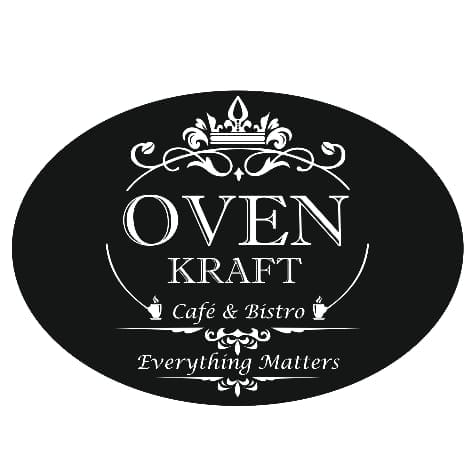 OVEN
KRAFT
Café & Bistro
Everything Matters